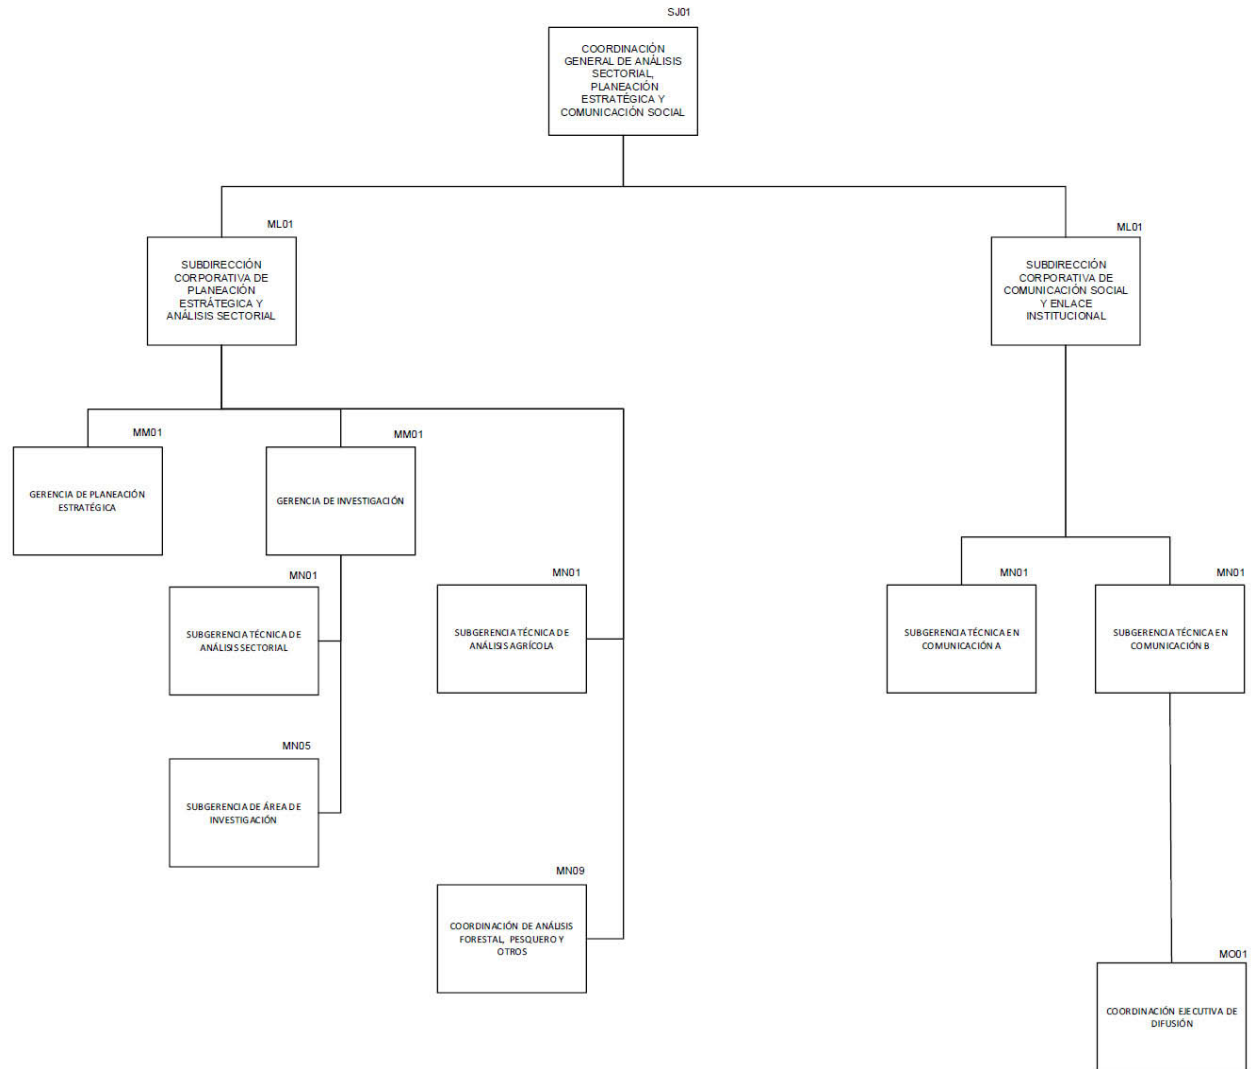 SJ01
COORDINACIÓN
GENERAL DE ANÁLISIS
SECTORIAL,
PLANEACIÓN
ESTRATÉGICA Y
COMUNICACIÓN SOCIAL
ML01
SUBDIRECCIÓN
CORPORATIVA DE
PLANEACIÓN
ESTRÁTEGICA Y
ANÁLISIS SECTORIAL
ML01
SUBDIRECCIÓN
CORPORATIVA DE
COMUNICACIÓN SOCIAL
Y ENLACE
INSTITUCIONAL
MM01
GERENCIA DE PLANEACIÓN
ESTRATÉGICA
MM01
GERENCIA DE INVESTIGACIÓN
MN01
SUBGERENCIA TÉCNICA DE
ANÁLISIS SECTORIAL
MN01
SUBGERENCIA TÉCNICA DE
ANÁLISIS AGRÍCOLA
MN01
SUBGERENCIA TÉCNICA EN
COMUNICACIÓN A
MN01
SUBGERENCIA TÉCNICA EN
COMUNICACIÓN B
MN05
SUBGERENCIA DE ÁREA DE
INVESTIGACIÓN
MN09
COORDINACIÓN DE ANÁLISIS
FORESTAL, PESQUERO Y
OTROS
MO01
COORDINACIÓN EJECUTIVA DE
DIFUSIÓN